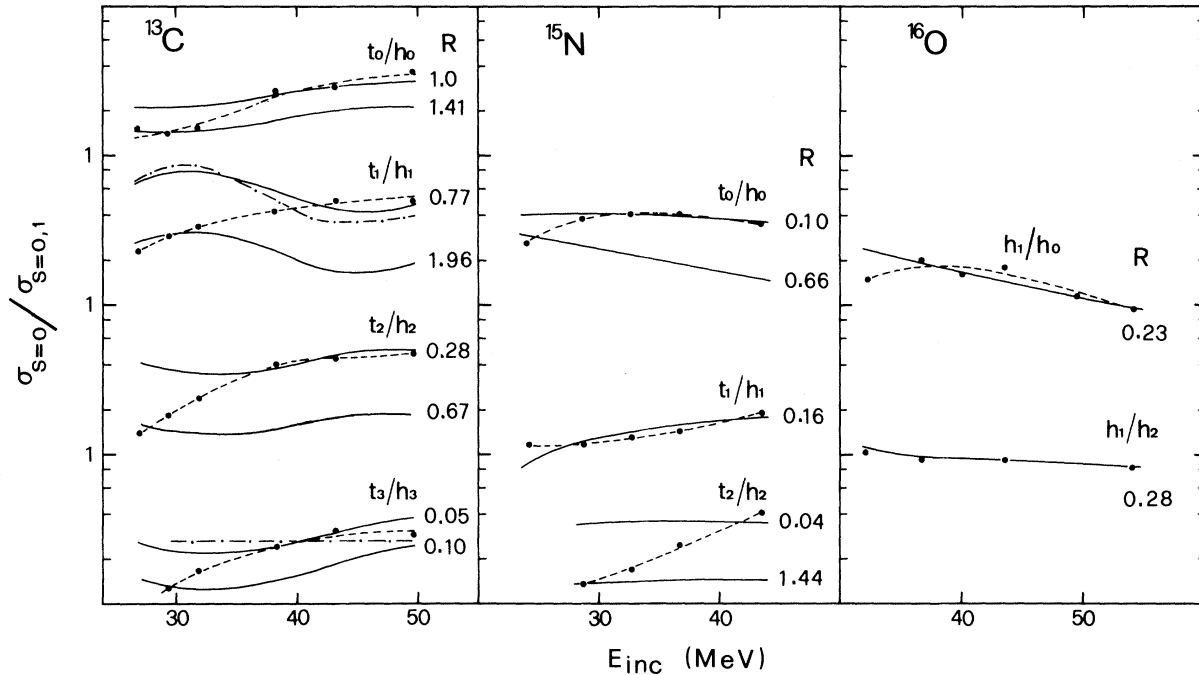 ¹³C
R
t₀/h₀
1.0
1.41
1
t₁/h₁
0.77
1.96
1
t₂/h₂
0.28
0.67
1
t₃/h₃
0.05
0.10
30 40 50
¹⁵N
R
t₀/h₀
0.10
0.66
t₁/h₁
0.16
t₂/h₂
0.04
1.44
30 40
¹⁶O
h₁/h₀
R
0.23
h₁/h₂
0.28
40 50
σS=0/σS=0,1
Einc (MeV)